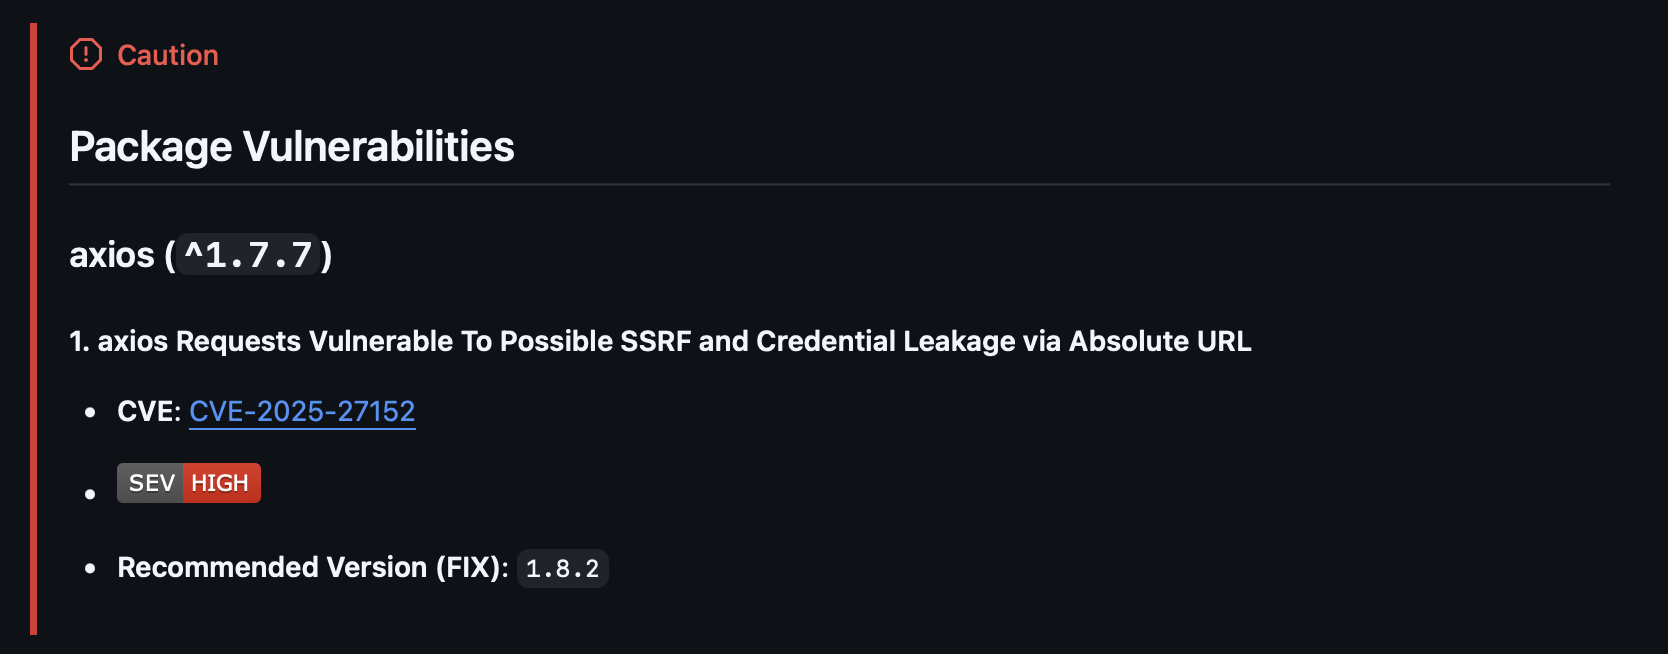 Caution
Package Vulnerabilities
axios (^1.7.7)
1. axios Requests Vulnerable To Possible SSRF and Credential Leakage via Absolute URL
• CVE: CVE-2025-27152
• SEV HIGH
• Recommended Version (FIX): 1.8.2